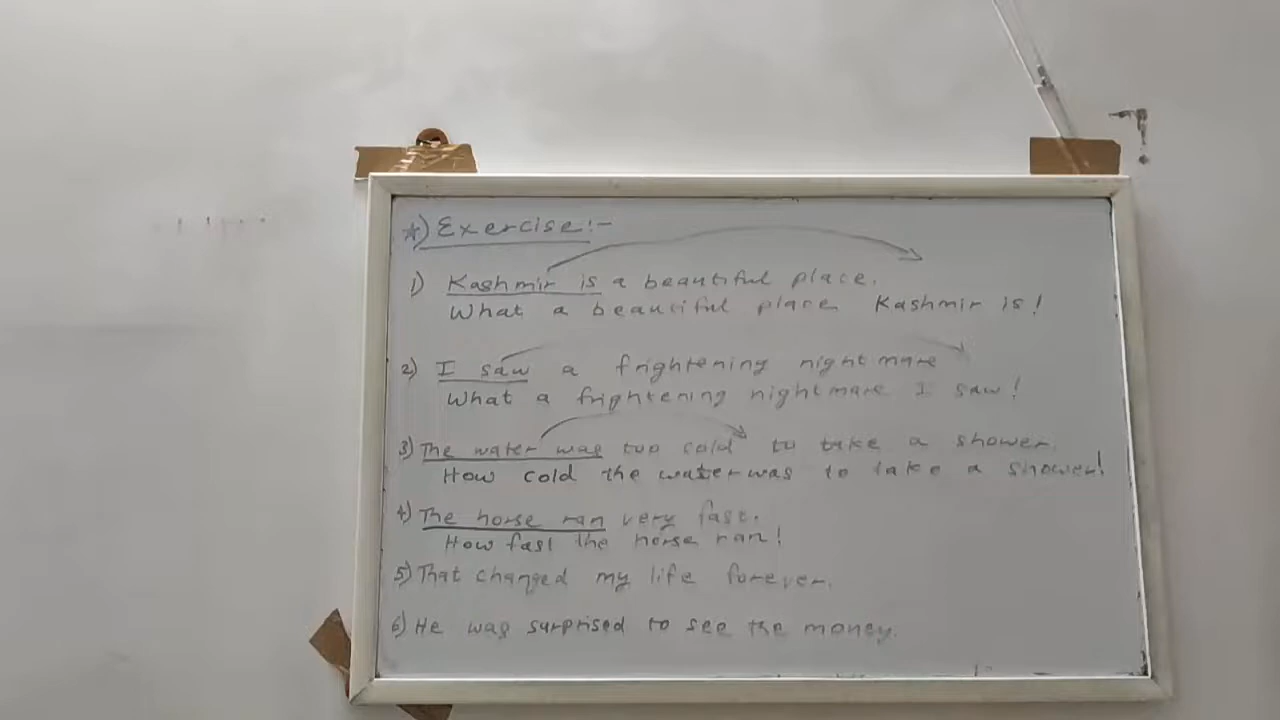 *) Exercise:-
1) Kashmir is a beautiful place.
What a beautiful place Kashmir is!
2) I saw a frightening nightmare
What a frightening nightmare I saw!
3) The water was too cold to take a shower.
How cold the water was to take a shower!
4) The horse ran very fast.
How fast the horse ran!
5) That changed my life forever.
6) He was surprised to see the money.